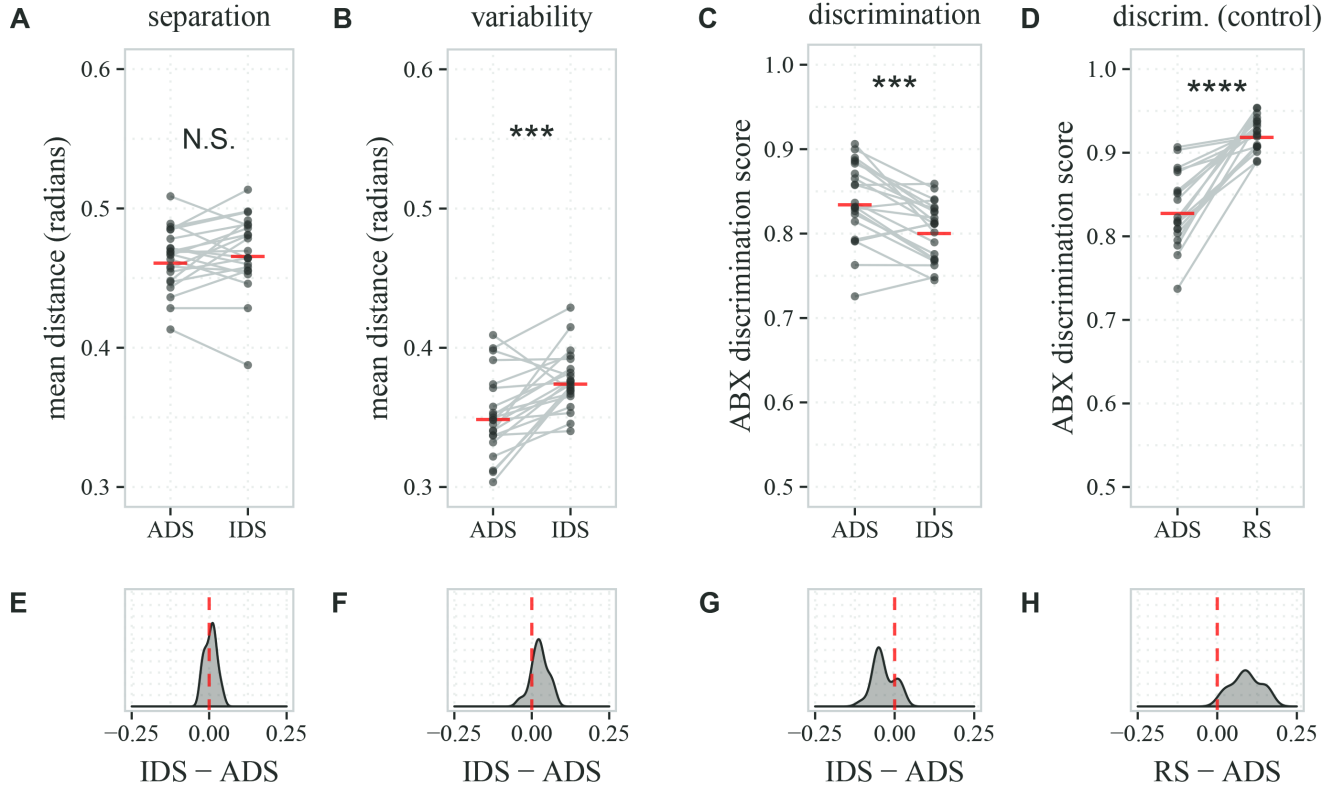 A separation
0.6
0.5
0.4
0.3
mean distance (radians)
N.S.
ADS IDS
B variability
0.6
0.5
0.4
0.3
mean distance (radians)
***
ADS IDS
C discrimination
1.0
0.9
0.8
0.7
0.6
0.5
ABX discrimination score
***
ADS IDS
D discrim. (control)
1.0
0.9
0.8
0.7
0.6
0.5
ABX discrimination score
****
ADS RS
E
−0.25 0.00 0.25
IDS − ADS
F
−0.25 0.00 0.25
IDS − ADS
G
−0.25 0.00 0.25
IDS − ADS
H
−0.25 0.00 0.25
RS − ADS